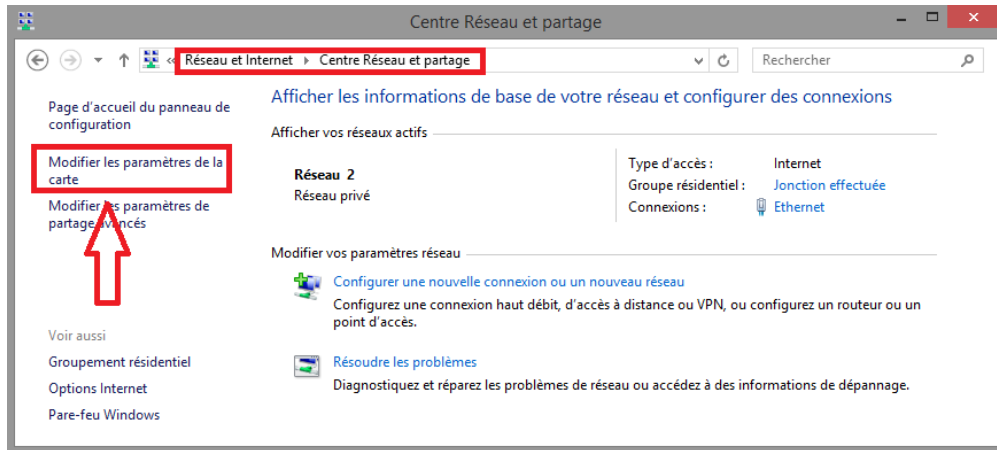 Centre Réseau et partage
« Réseau et Internet Centre Réseau et partage
Rechercher
Page d'accueil du panneau de
configuration
Modifier les paramètres de la
carte
Modifier les paramètres de
partage avancés
Voir aussi
Groupement résidentiel
Options Internet
Pare-feu Windows
Afficher les informations de base de votre réseau et configurer des connexions
Afficher vos réseaux actifs
Réseau 2
Réseau privé
Type d'accès : Internet
Groupe résidentiel : Jonction effectuée
Connexions : Ethernet
Modifier vos paramètres réseau
Configurer une nouvelle connexion ou un nouveau réseau
Configurez une connexion haut débit, d'accès à distance ou VPN, ou configurez un routeur ou un
point d'accès.
Résoudre les problèmes
Diagnostiquez et réparez les problèmes de réseau ou accédez à des informations de dépannage.